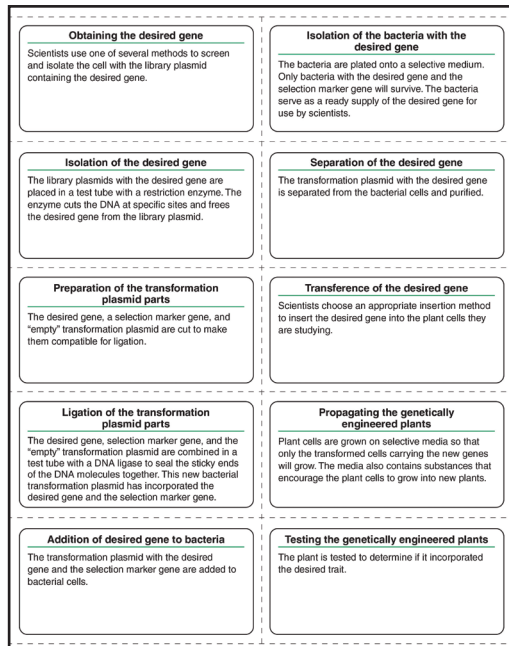 Obtaining the desired gene
Scientists use one of several methods to screen
and isolate the cell with the library plasmid
containing the desired gene.
Isolation of the desired gene
The library plasmids with the desired gene are
placed in a test tube with a restriction enzyme. The
enzyme cuts the DNA at specific sites and frees
the desired gene from the library plasmid.
Preparation of the transformation
plasmid parts
The desired gene, a selection marker gene, and
“empty” transformation plasmid are cut to make
them compatible for ligation.
Ligation of the transformation
plasmid parts
The desired gene, selection marker gene, and the
“empty” transformation plasmid are combined in a
test tube with a DNA ligase to seal the sticky ends
of the DNA molecules together. This new bacterial
transformation plasmid has incorporated the
desired gene and the selection marker gene.
Addition of desired gene to bacteria
The transformation plasmid with the desired
gene and the selection marker gene are added to
bacterial cells.
Isolation of the bacteria with the
desired gene
The bacteria are plated onto a selective medium.
Only bacteria with the desired gene and the
selection marker gene will survive. The bacteria
serve as a ready supply of the desired gene for
use by scientists.
Separation of the desired gene
The transformation plasmid with the desired gene
is separated from the bacterial cells and purified.
Transference of the desired gene
Scientists choose an appropriate insertion method
to insert the desired gene into the plant cells they
are studying.
Propagating the genetically
engineered plants
Plant cells are grown on selective media so that
only the transformed cells carrying the new genes
will grow. The media also contains substances that
encourage the plant cells to grow into new plants.
Testing the genetically engineered plants
The plant is tested to determine if it incorporated
the desired trait.